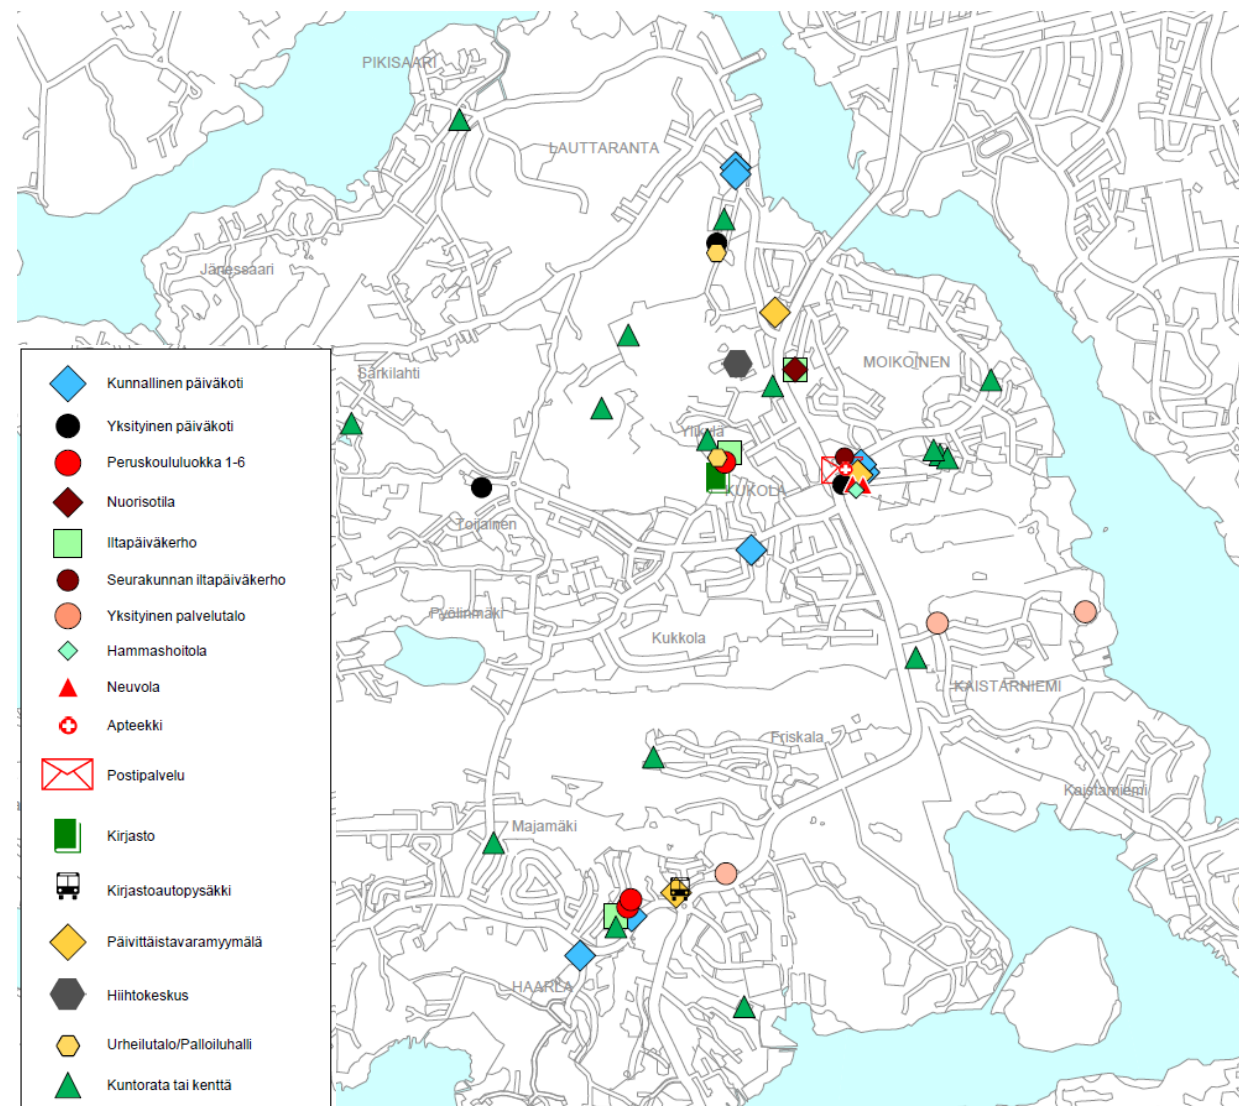 PIKISAARI
LAUTTARANTA
Jänessaari
Särkilahti
MOIKOINEN
Ylikylä
KUKOLA
Toijainen
Pyölinmäki
Kukkola
KAISTARNIEMI
Friskala
Kaistarniemi
Majamäki
HAARLA
Kunnallinen päiväkoti
Yksityinen päiväkoti
Peruskoululuokka 1-6
Nuorisotila
Iltapäiväkerho
Seurakunnan iltapäiväkerho
Yksityinen palvelutalo
Hammashoitola
Neuvola
Apteekki
Postipalvelu
Kirjasto
Kirjastoautopysäkki
Päivittäistavaramyymälä
Hiihtokeskus
Urheilutalo/Palloiluhalli
Kuntorata tai kenttä